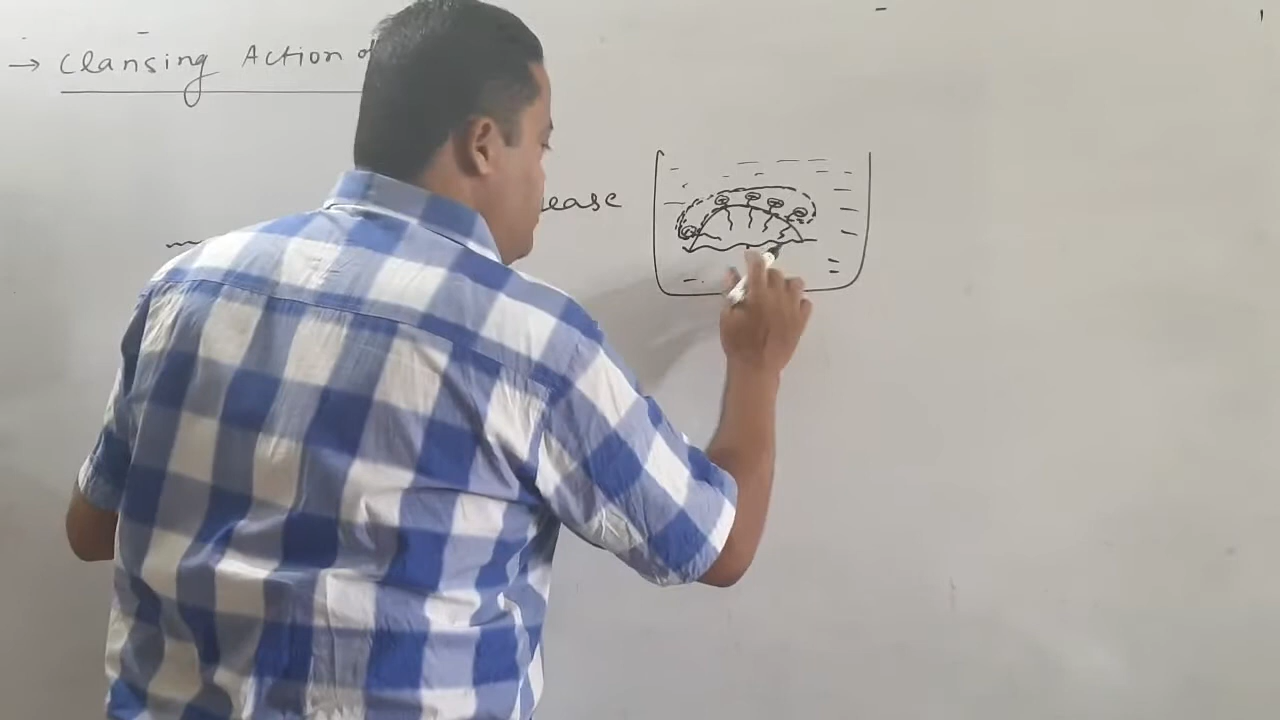 → Clansing Action of
ease